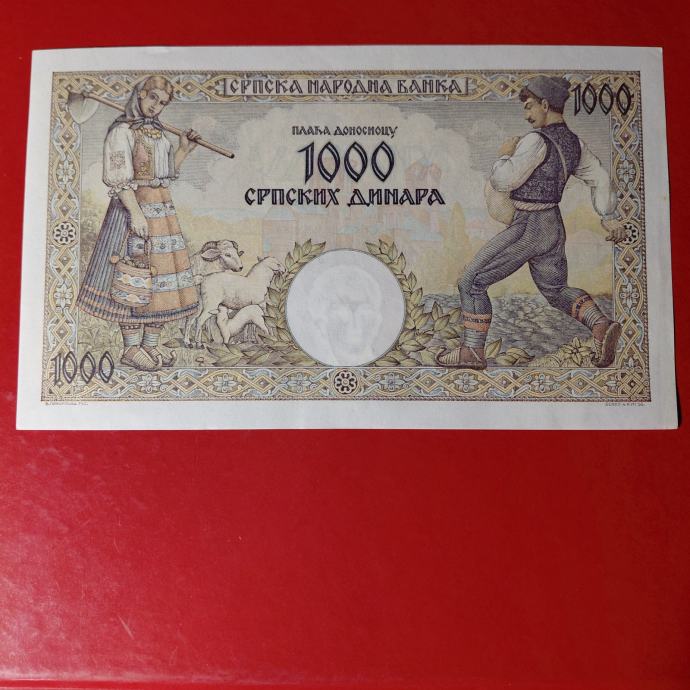 СРПСКА НАРОДНА БАНКА
1000
ПЛАЋА ДОНОСИОЦУ
1000
СРПСКИХ ДИНАРА
1000